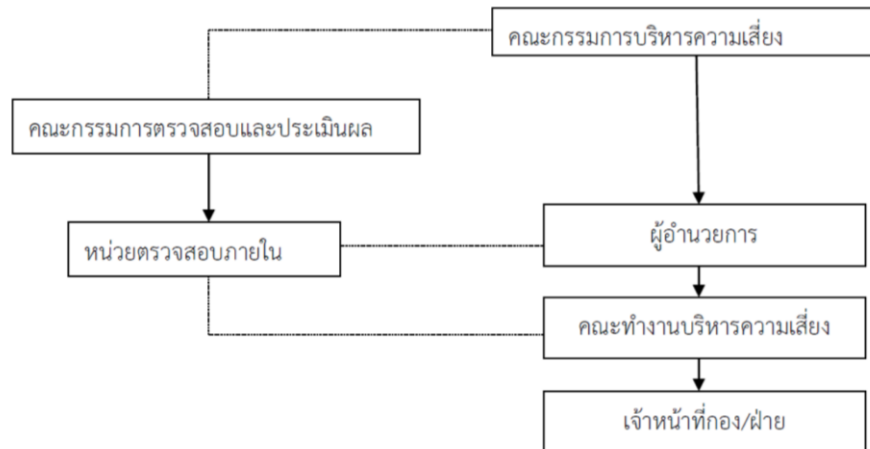 คณะกรรมการบริหารความเสี่ยง
คณะกรรมการตรวจสอบและประเมินผล
ผู้อำนวยการ
หน่วยตรวจสอบภายใน
คณะทำงานบริหารความเสี่ยง
เจ้าหน้าที่กอง/ฝ่าย